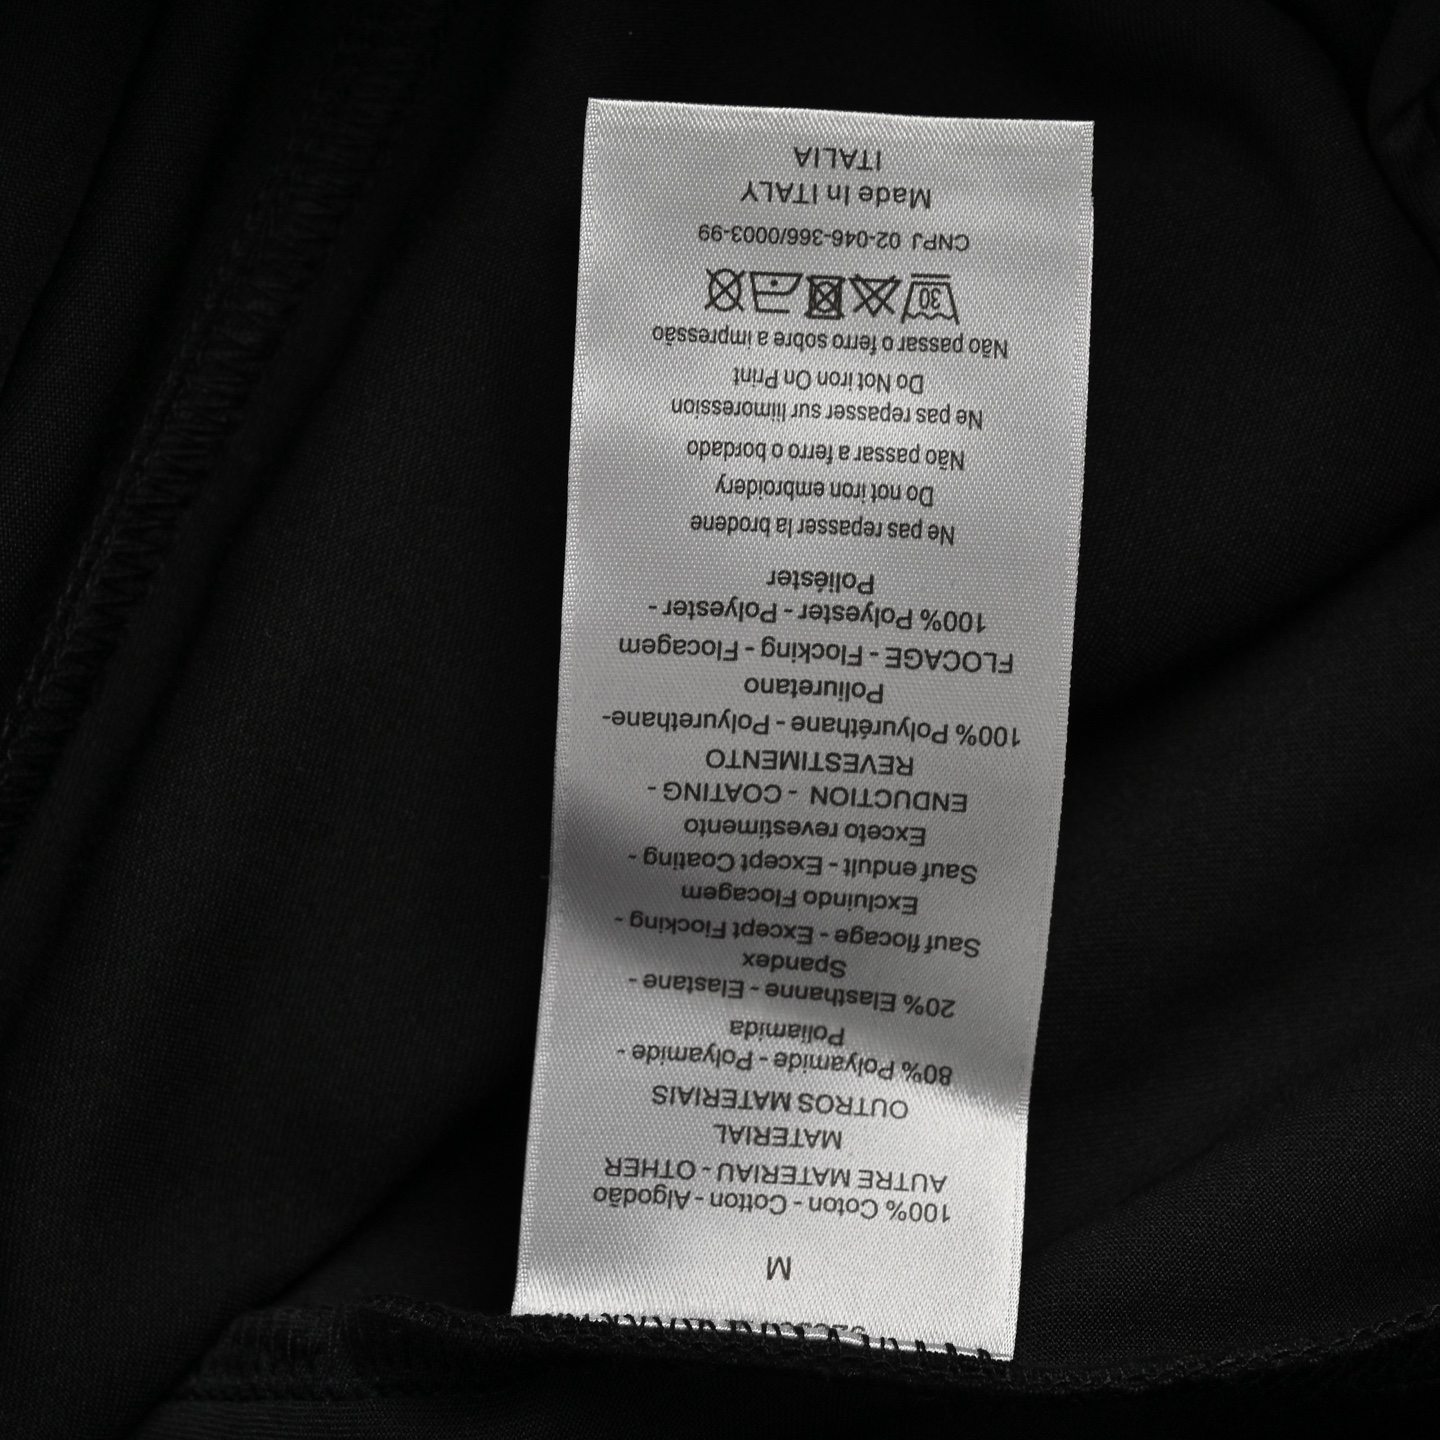 M
100% Coton - Cotton - Algodão
AUTRE MATERIAU - OTHER
MATERIAL
OUTROS MATERIAIS
80% Polyamide - Polyamide -
Poliamida
20% Elasthanne - Elastane -
Spandex
Sauf flocage - Except Flocking -
Excluindo Flocagem
Sauf enduit - Except Coating -
Exceto revestimento
ENDUCTION - COATING -
REVESTIMENTO
100% Polyuréthane - Polyurethane-
Poliuretano
FLOCAGE - Flocking - Flocagem
100% Polyester - Polyester -
Poliéster
Ne pas repasser la brodene
Do not iron embroidery
Não passar a ferro o bordado
Ne pas repasser sur limoression
Do Not iron On Print
Não passar o ferro sobre a impressão
30
CNPJ 02-046-366/0003-99
Made In ITALY
ITALIA